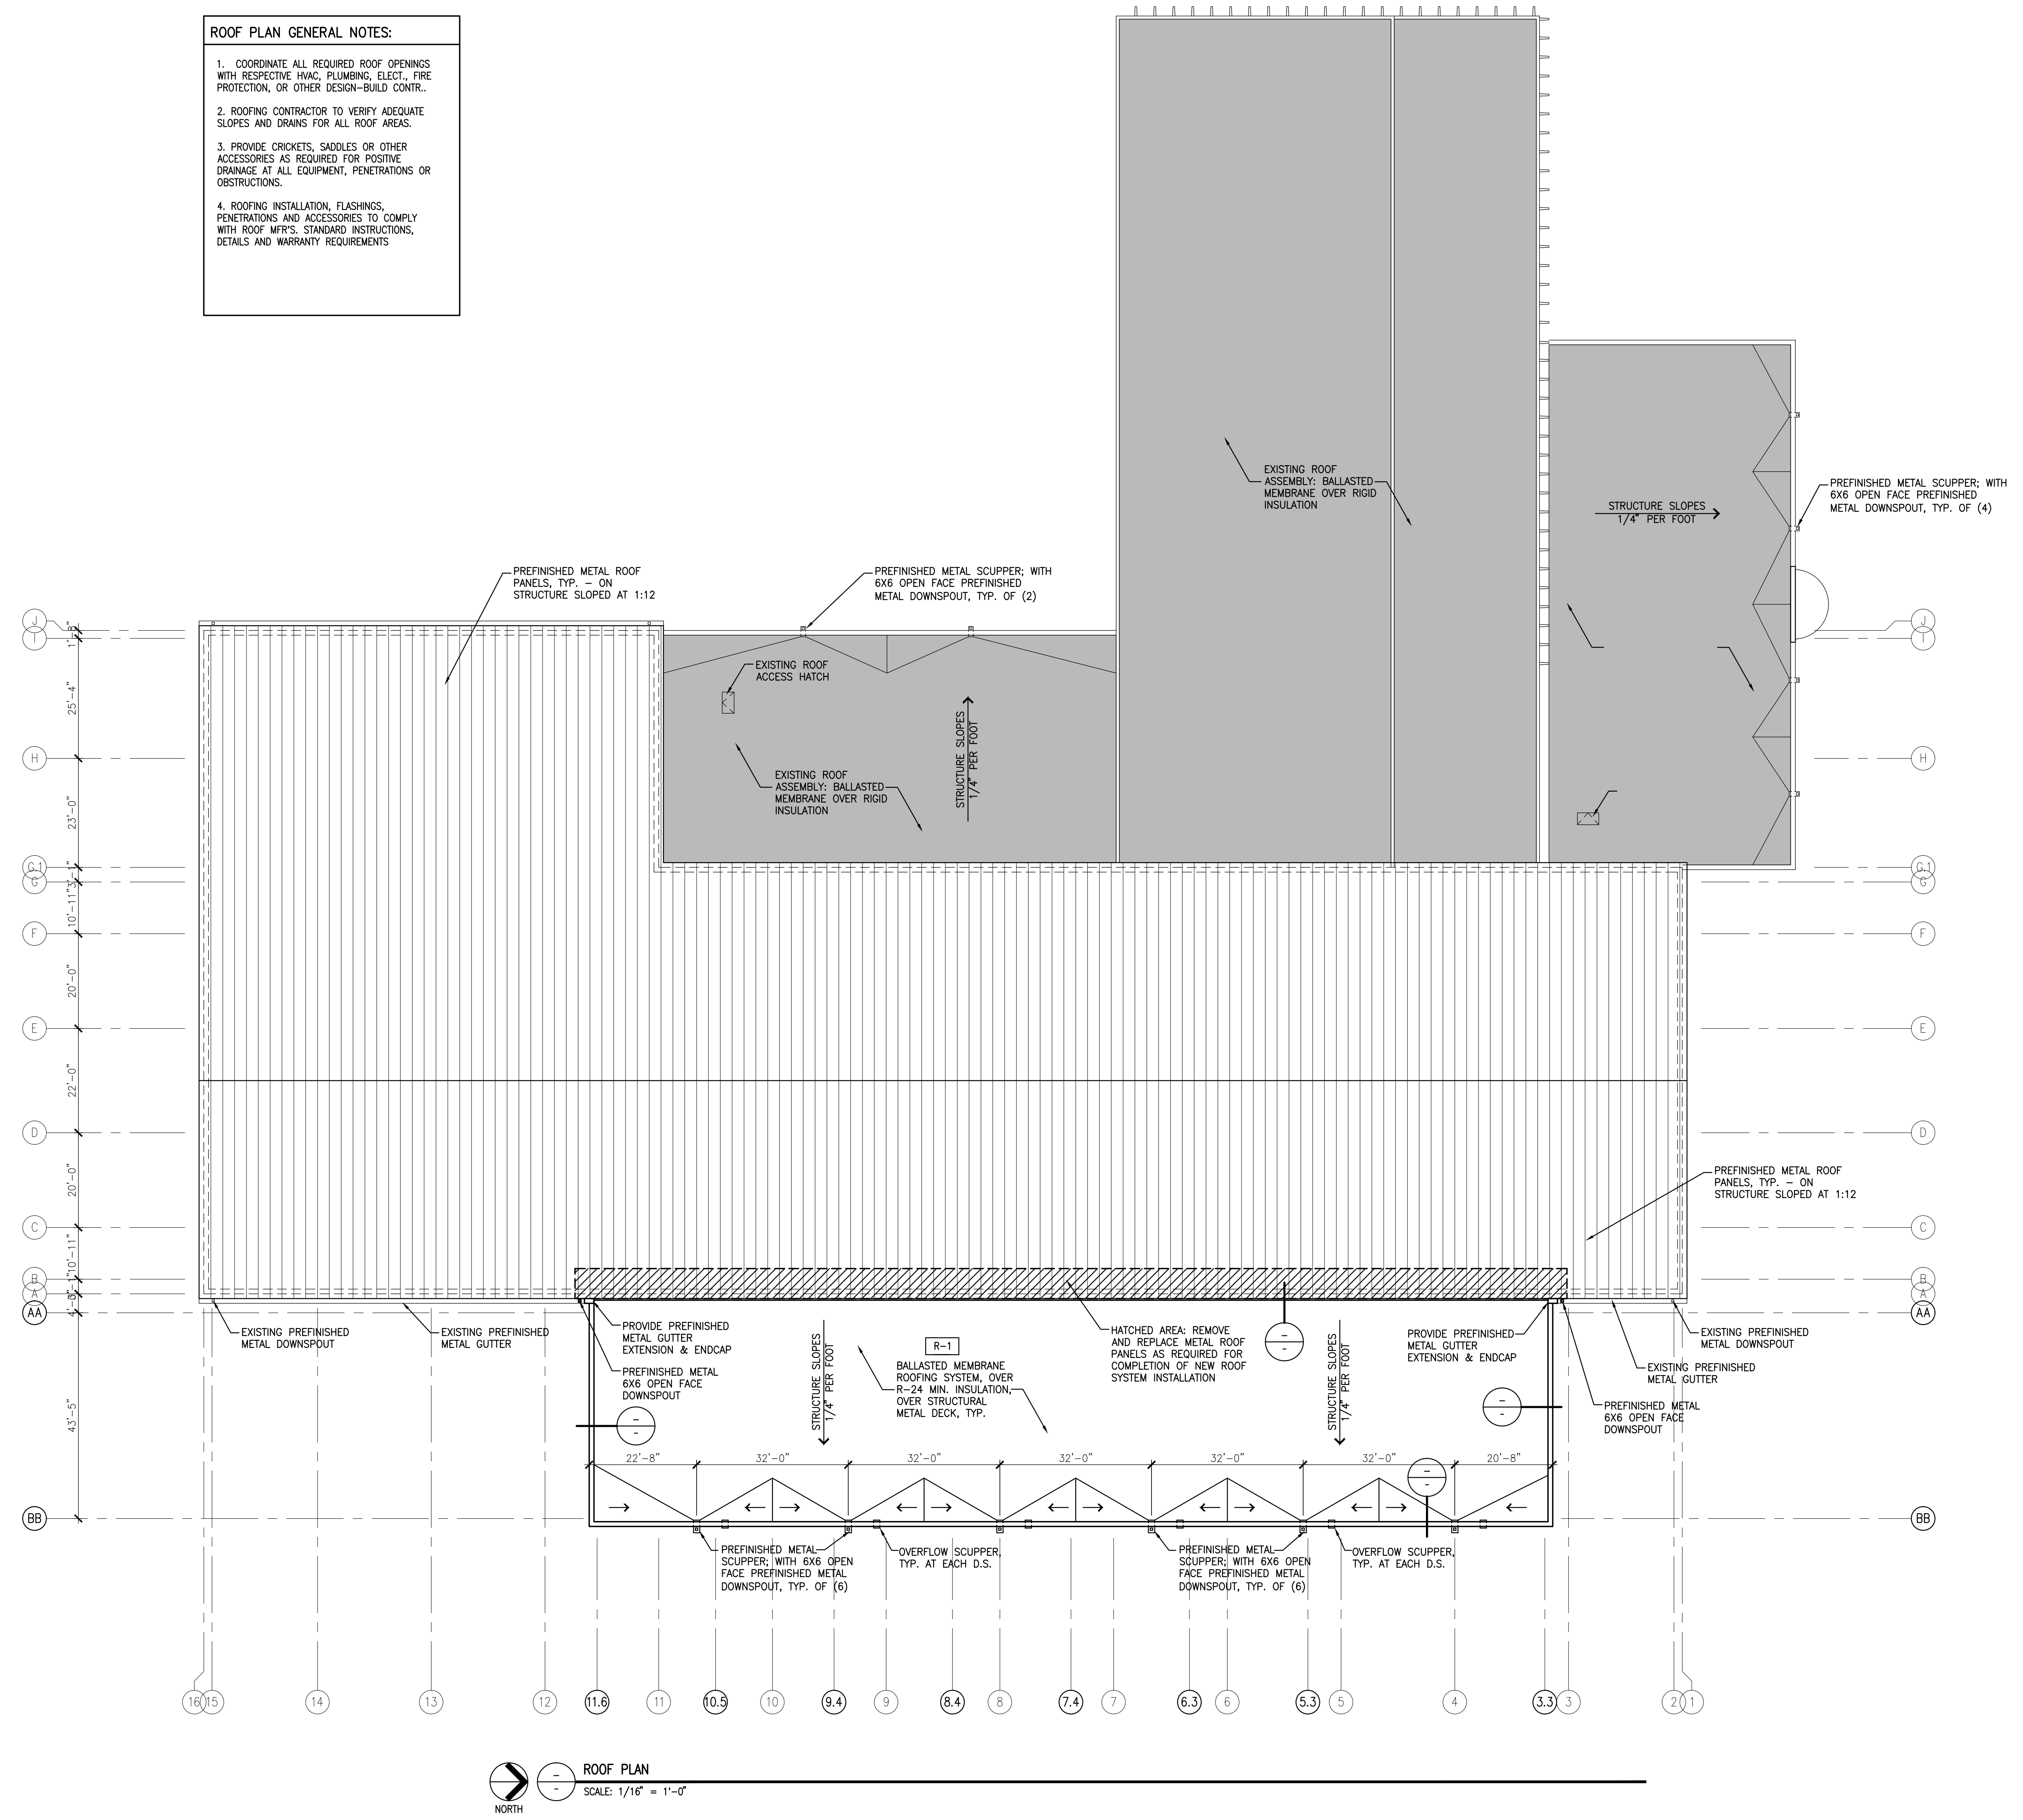 ROOF PLAN GENERAL NOTES:
1. COORDINATE ALL REQUIRED ROOF OPENINGS
WITH RESPECTIVE HVAC, PLUMBING, ELECT., FIRE
PROTECTION, OR OTHER DESIGN-BUILD CONTR..
2. ROOFING CONTRACTOR TO VERIFY ADEQUATE
SLOPES AND DRAINS FOR ALL ROOF AREAS.
3. PROVIDE CRICKETS, SADDLES OR OTHER
ACCESSORIES AS REQUIRED FOR POSITIVE
DRAINAGE AT ALL EQUIPMENT, PENETRATIONS OR
OBSTRUCTIONS.
4. ROOFING INSTALLATION, FLASHINGS,
PENETRATIONS AND ACCESSORIES TO COMPLY
WITH ROOF MFR'S. STANDARD INSTRUCTIONS,
DETAILS AND WARRANTY REQUIREMENTS
EXISTING ROOF
ASSEMBLY: BALLASTED
MEMBRANE OVER RIGID
INSULATION
STRUCTURE SLOPES
1/4" PER FOOT
PREFINISHED METAL SCUPPER; WITH
6X6 OPEN FACE PREFINISHED
METAL DOWNSPOUT, TYP. OF (4)
PREFINISHED METAL ROOF
PANELS, TYP. - ON
STRUCTURE SLOPED AT 1:12
PREFINISHED METAL SCUPPER; WITH
6X6 OPEN FACE PREFINISHED
METAL DOWNSPOUT, TYP. OF (2)
EXISTING ROOF
ACCESS HATCH
STRUCTURE SLOPES
1/4" PER FOOT
EXISTING ROOF
ASSEMBLY: BALLASTED
MEMBRANE OVER RIGID
INSULATION
J
I
H
G.1
G
F
E
D
C
B
A
AA
BB
1'-8"
25'-4"
23'-0"
3'-1"
10'-11"
20'-0"
22'-0"
20'-0"
10'-11"
43'-5"
J
I
H
G.1
G
F
E
D
C
B
A
AA
BB
PREFINISHED METAL ROOF
PANELS, TYP. - ON
STRUCTURE SLOPED AT 1:12
EXISTING PREFINISHED
METAL DOWNSPOUT
EXISTING PREFINISHED
METAL GUTTER
PROVIDE PREFINISHED
METAL GUTTER
EXTENSION & ENDCAP
PREFINISHED METAL
6X6 OPEN FACE
DOWNSPOUT
STRUCTURE SLOPES
1/4" PER FOOT
R-1
BALLASTED MEMBRANE
ROOFING SYSTEM, OVER
R-24 MIN. INSULATION,
OVER STRUCTURAL
METAL DECK, TYP.
HATCHED AREA: REMOVE
AND REPLACE METAL ROOF
PANELS AS REQUIRED FOR
COMPLETION OF NEW ROOF
SYSTEM INSTALLATION
STRUCTURE SLOPES
1/4" PER FOOT
PROVIDE PREFINISHED
METAL GUTTER
EXTENSION & ENDCAP
EXISTING PREFINISHED
METAL DOWNSPOUT
EXISTING PREFINISHED
METAL GUTTER
PREFINISHED METAL
6X6 OPEN FACE
DOWNSPOUT
22'-8" 32'-0" 32'-0" 32'-0" 32'-0" 32'-0" 20'-8"
PREFINISHED METAL
SCUPPER; WITH 6X6 OPEN
FACE PREFINISHED METAL
DOWNSPOUT, TYP. OF (6)
OVERFLOW SCUPPER,
TYP. AT EACH D.S.
PREFINISHED METAL
SCUPPER; WITH 6X6 OPEN
FACE PREFINISHED METAL
DOWNSPOUT, TYP. OF (6)
OVERFLOW SCUPPER,
TYP. AT EACH D.S.
16 15 14 13 12 11.6 11 10.5 10 9.4 9 8.4 8 7.4 7 6.3 6 5.3 5 4 3.3 3 2 1
ROOF PLAN
SCALE: 1/16" = 1'-0"
NORTH